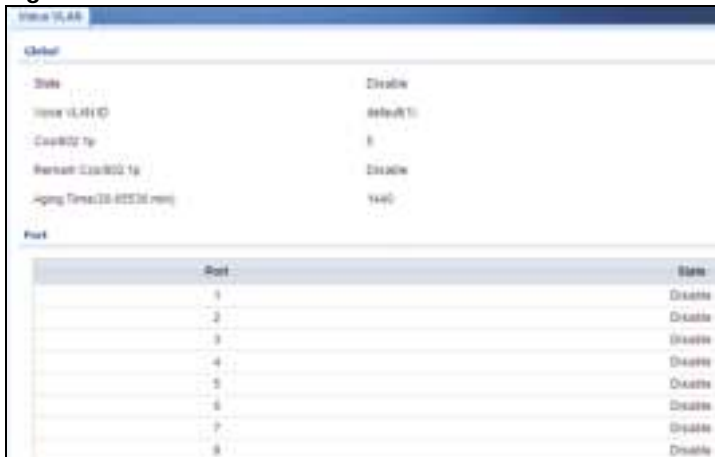 Voice VLAN
Global
State Disable
Voice VLAN ID default(1)
Cos/802.1p
Remark Cos/802.1p Disable
Aging Time(30-65536 min) 1440
Port
Port State
1 Disable
2 Disable
3 Disable
4 Disable
5 Disable
6 Disable
7 Disable
8 Disable